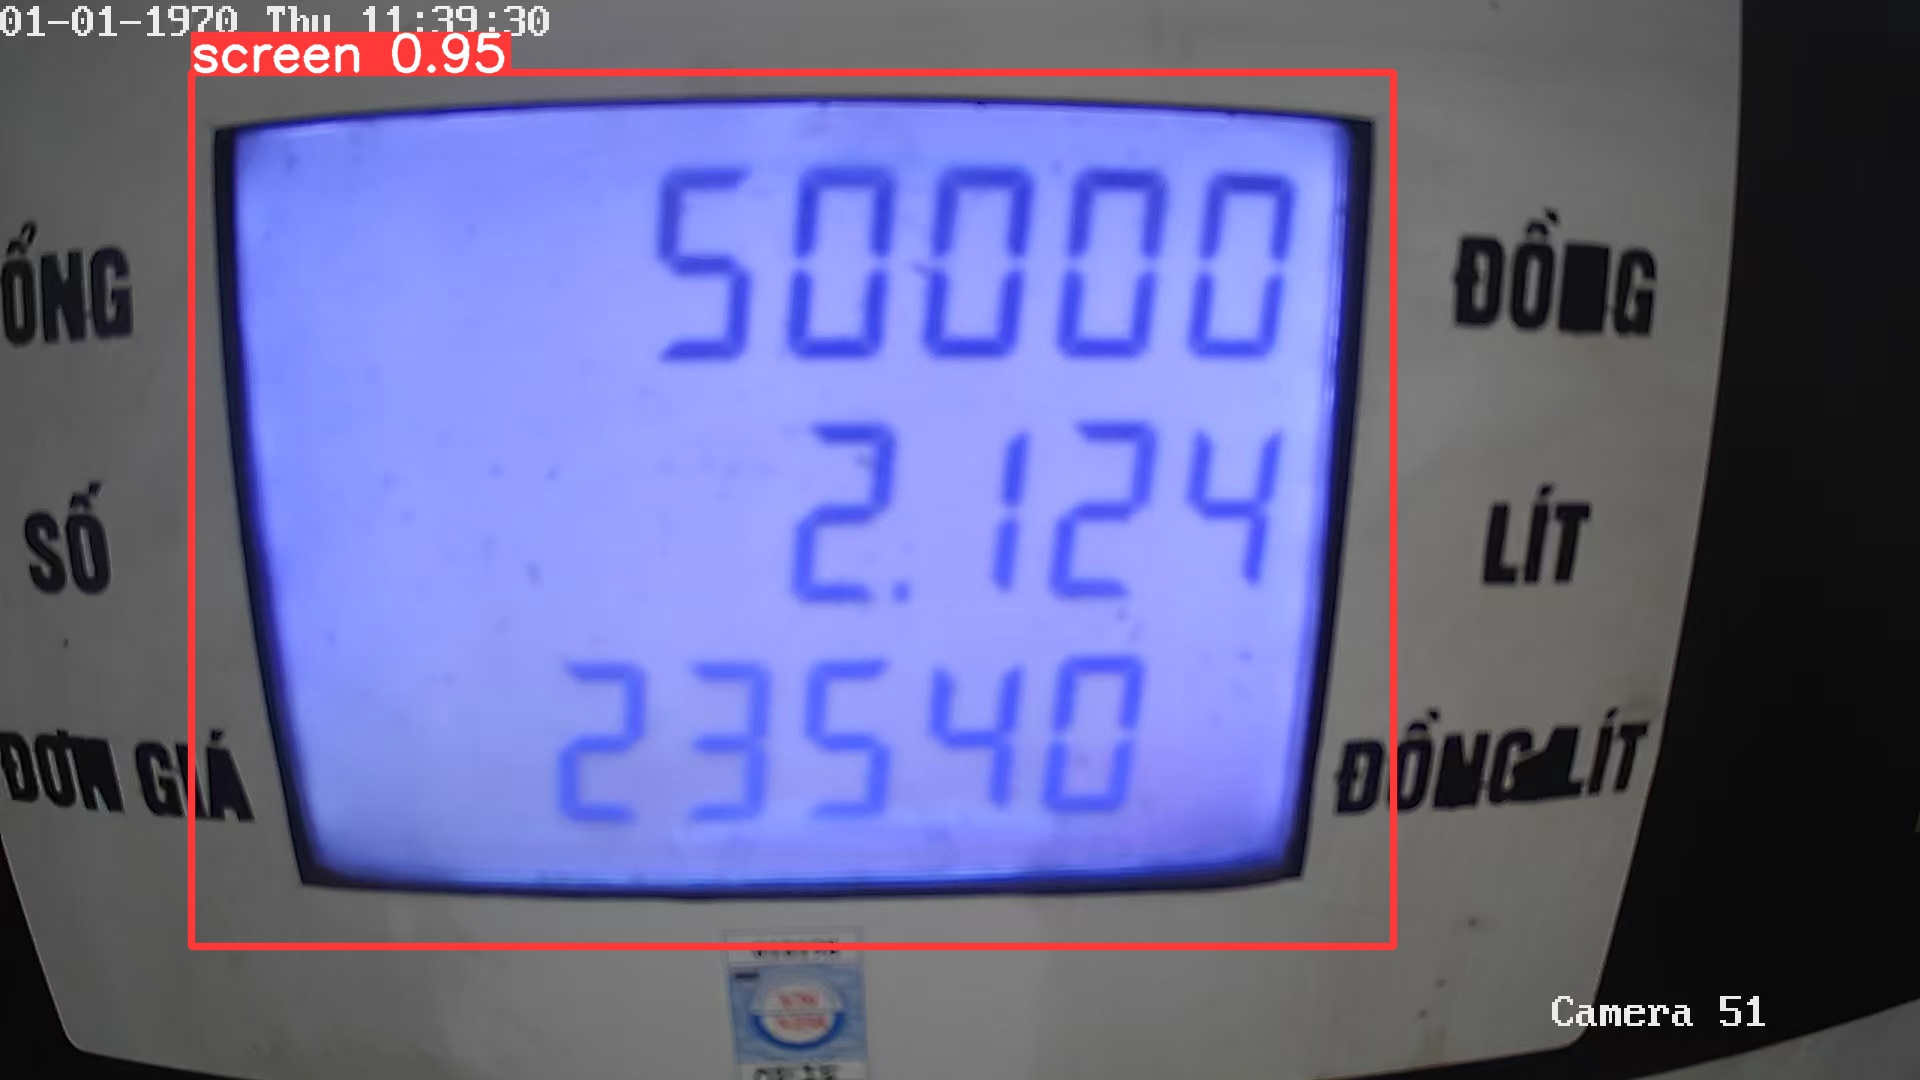 01-01-1970 Thu 11:39:30
screen 0.95
50000
ĐỒNG
2.124
SỐ
LÍT
23540
ĐƠN GIÁ
ĐỒNG/LÍT
Camera 51